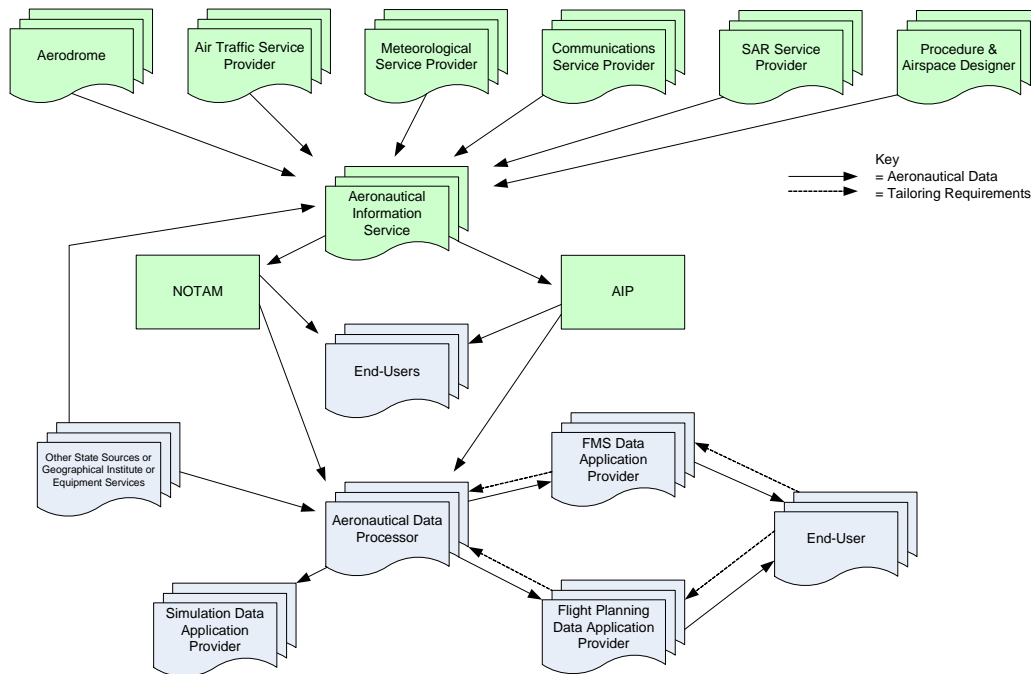 Aerodrome
Air Traffic Service
Provider
Meteorological
Service Provider
Communications
Service Provider
SAR Service
Provider
Procedure &
Airspace Designer
Key
= Aeronautical Data
= Tailoring Requirements
Aeronautical
Information
Service
NOTAM
AIP
End-Users
Other State Sources or
Geographical Institute or
Equipment Services
FMS Data
Application
Provider
Aeronautical Data
Processor
End-User
Simulation Data
Application
Provider
Flight Planning
Data Application
Provider